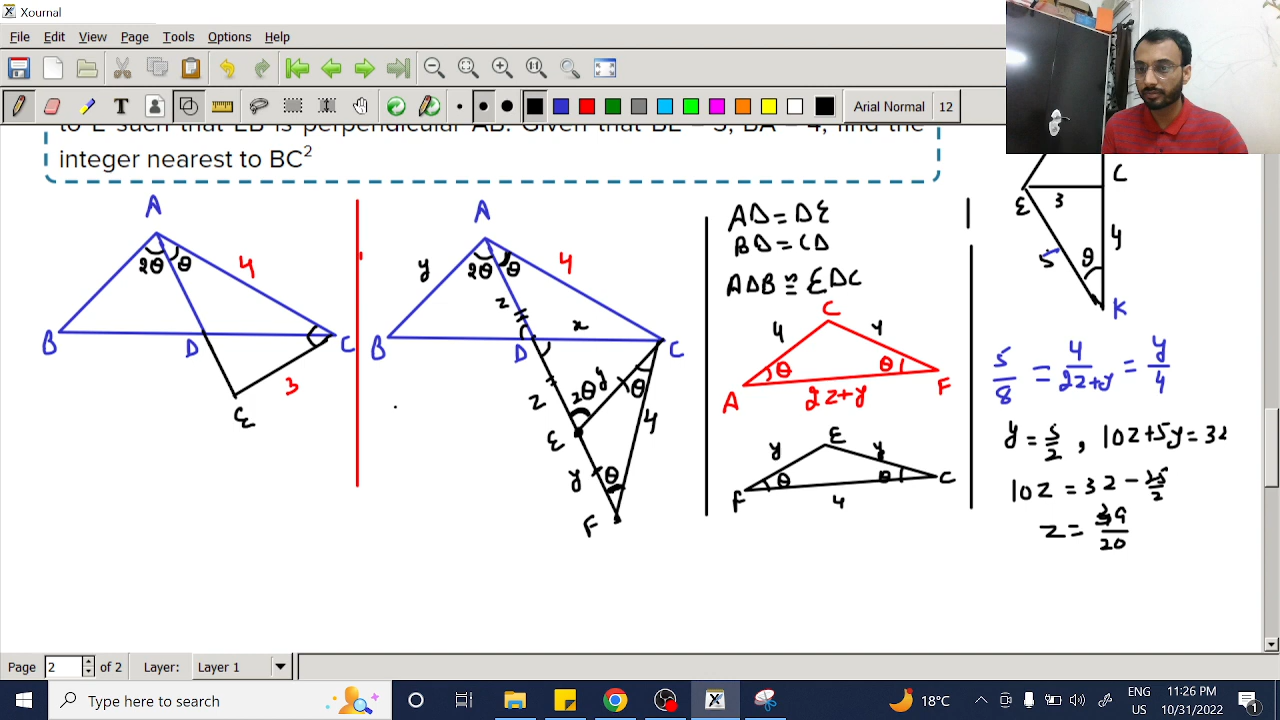 Xournal
File Edit View Page Tools Options Help
Arial Normal 12
integer nearest to BC²
A
2θ θ
4
B
D
C
3
E
A
y
2θ θ
4
z
x
B
D
C
z
2θ y
θ
4
E
y
θ
F
AD = DE
BD = CD
ADB ≅ EDC
C
4 4
θ θ
A
2z+y
F
E
y y
θ θ
F
4
C
C
E
3
4
5
θ
K
5/8 = 4/2z+y = y/4
y = 5/2 , 10z+5y = 32
10z = 32 - 25/2
z = 39/20
Page 2 of 2 Layer: Layer 1
Type here to search
18°C
ENG
11:26 PM
10/31/2022
1